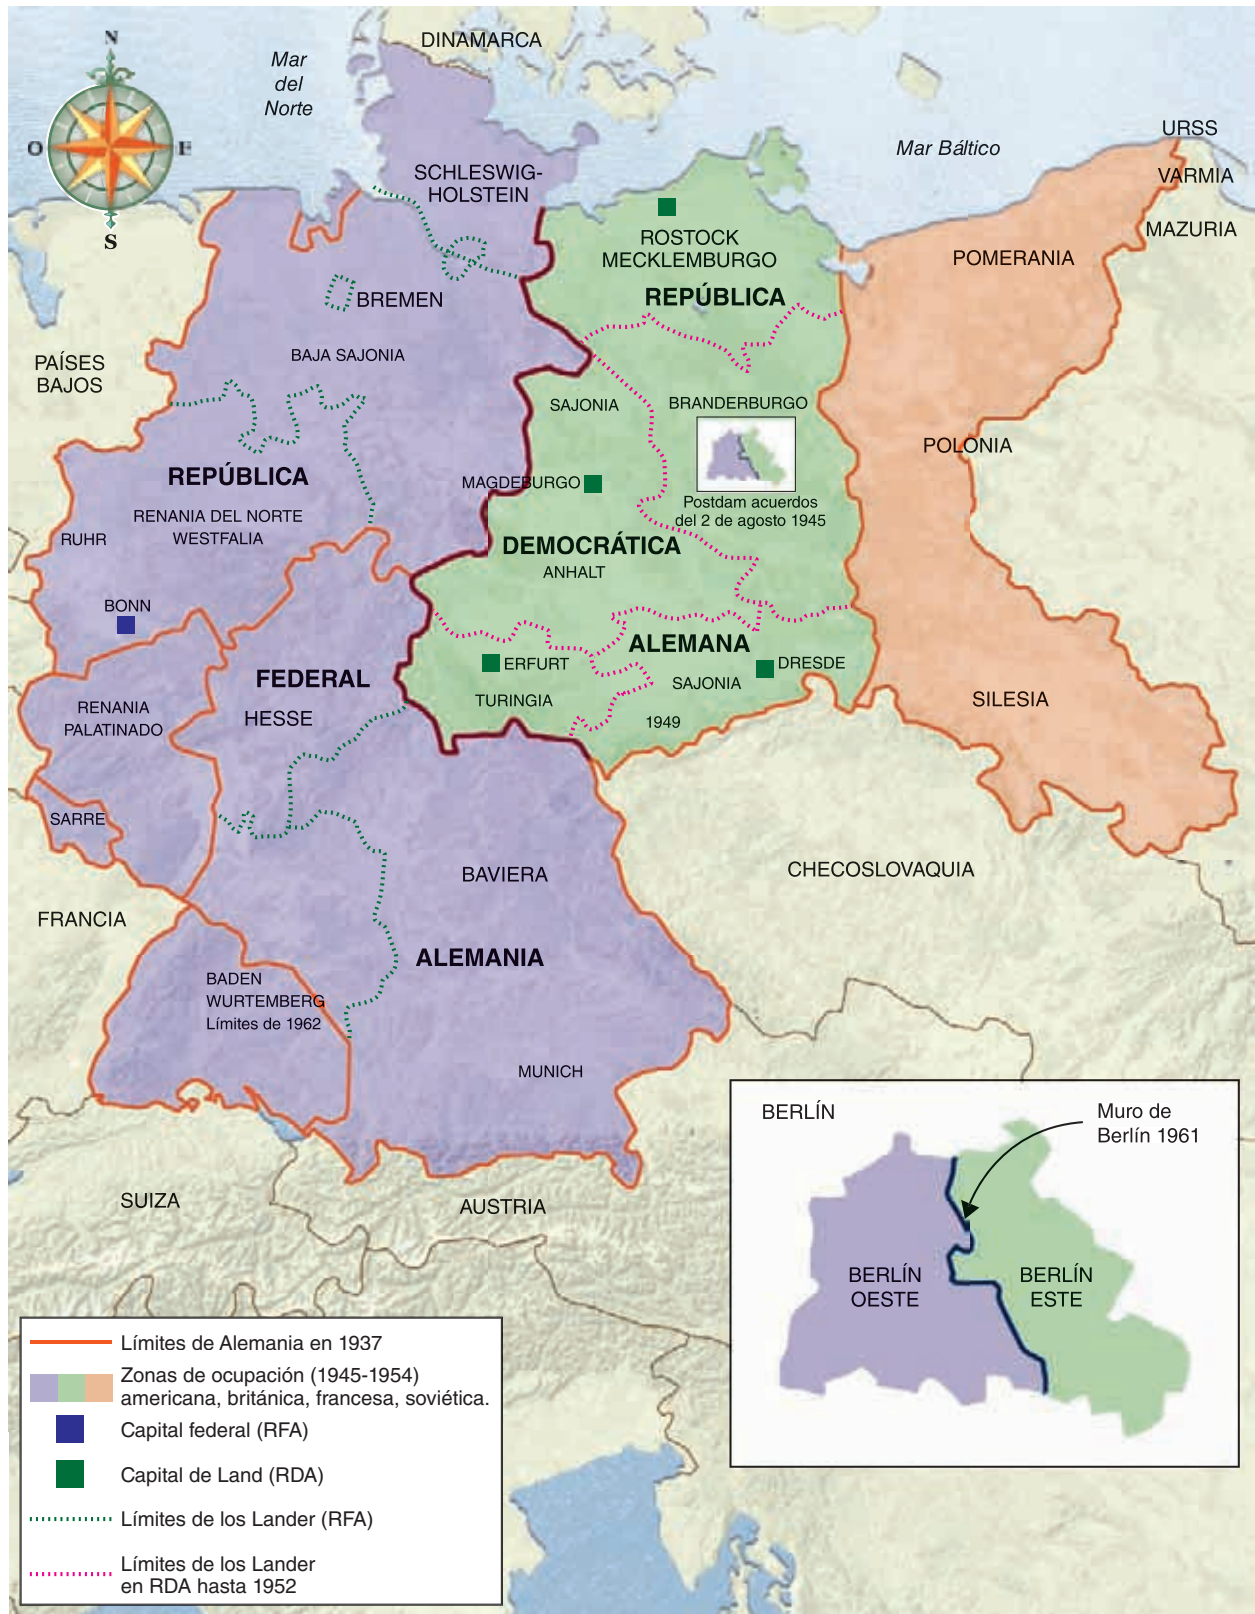 N
O
E
S
Mar
del
Norte
DINAMARCA
Mar Báltico
URSS
VARMIA
MAZURIA
SCHLESWIG-
HOLSTEIN
ROSTOCK
MECKLEMBURGO
REPÚBLICA
POMERANIA
BREMEN
BAJA SAJONIA
PAÍSES
BAJOS
SAJONIA
BRANDERBURGO
POLONIA
REPÚBLICA
MAGDEBURGO
Postdam acuerdos
del 2 de agosto 1945
RENANIA DEL NORTE
WESTFALIA
RUHR
DEMOCRÁTICA
ANHALT
BONN
ALEMANA
ERFURT
DRESDE
FEDERAL
SAJONIA
TURINGIA
SILESIA
RENANIA
PALATINADO
HESSE
1949
SARRE
BAVIERA
CHECOSLOVAQUIA
FRANCIA
ALEMANIA
BADEN
WURTEMBERG
Límites de 1962
MUNICH
SUIZA
AUSTRIA
BERLÍN
Muro de
Berlín 1961
BERLÍN
OESTE
BERLÍN
ESTE
Límites de Alemania en 1937
Zonas de ocupación (1945-1954)
americana, británica, francesa, soviética.
Capital federal (RFA)
Capital de Land (RDA)
Límites de los Lander (RFA)
Límites de los Lander
en RDA hasta 1952